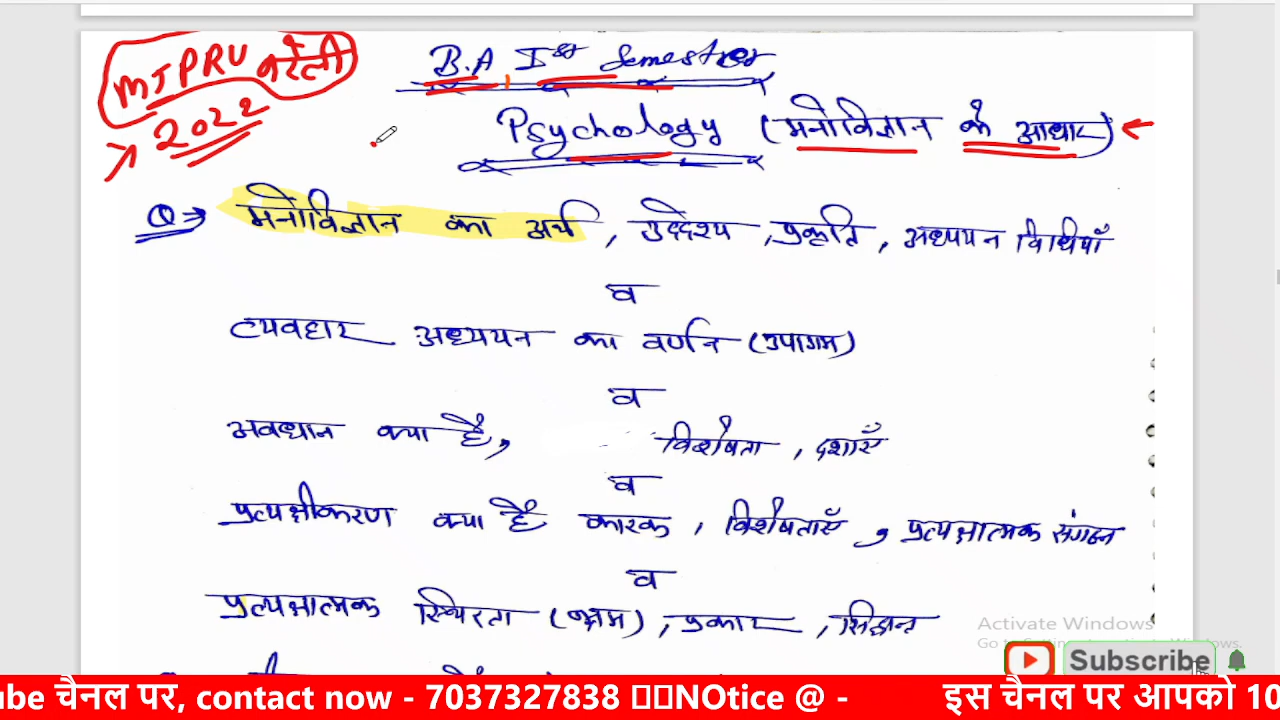 MJPRU बरेली
2022
B.A Ist Semester
Psychology (मनोविज्ञान के आधार)
Q मनोविज्ञान का अर्थ, उद्देश्य, प्रकृति, अध्ययन विधियाँ
व
व्यवहार अध्ययन का वर्णन (उपागम)
व
अवधान क्या है, विशेषता, दशाएँ
व
प्रत्यक्षीकरण क्या है कारक, विशेषताएँ, प्रत्यक्षात्मक संगठन
व
प्रत्यक्षात्मक स्थिरता (भ्रम), प्रकार, सिद्धान्त
Activate Windows
Subscribe
ube चैनल पर, contact now - 7037327838 NOtice @ - इस चैनल पर आपको 10